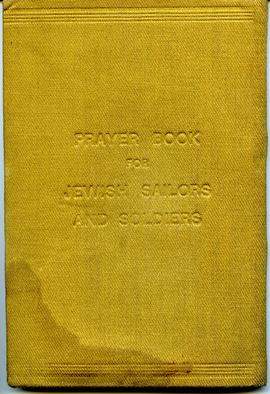 PRAYER BOOK
FOR
JEWISH SAILORS
AND SOLDIERS